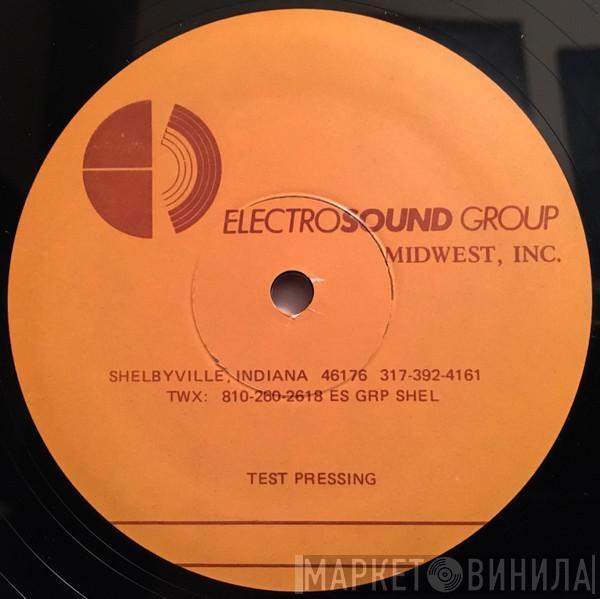 ELECTROSOUND GROUP
MIDWEST, INC.
SHELBYVILLE, INDIANA 46176 317-392-4161
TWX: 810-260-2618 ES GRP SHEL
TEST PRESSING
МАРКЕТ ВИНИЛА